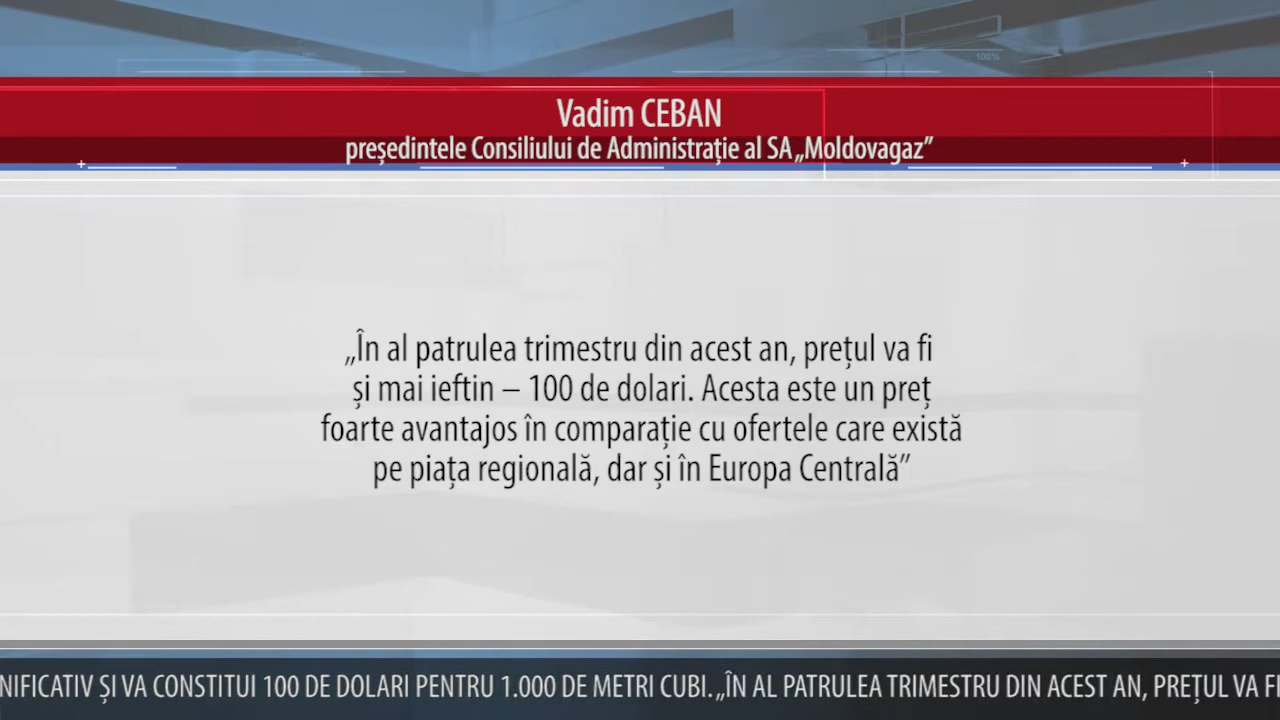 100%
Vadim CEBAN
președintele Consiliului de Administrație al SA „Moldovagaz”
„În al patrulea trimestru din acest an, prețul va fi
și mai ieftin – 100 de dolari. Acesta este un preț
foarte avantajos în comparație cu ofertele care există
pe piața regională, dar și în Europa Centrală”
NIFICATIV ȘI VA CONSTITUI 100 DE DOLARI PENTRU 1.000 DE METRI CUBI. „ÎN AL PATRULEA TRIMESTRU DIN ACEST AN, PREȚUL VA FI